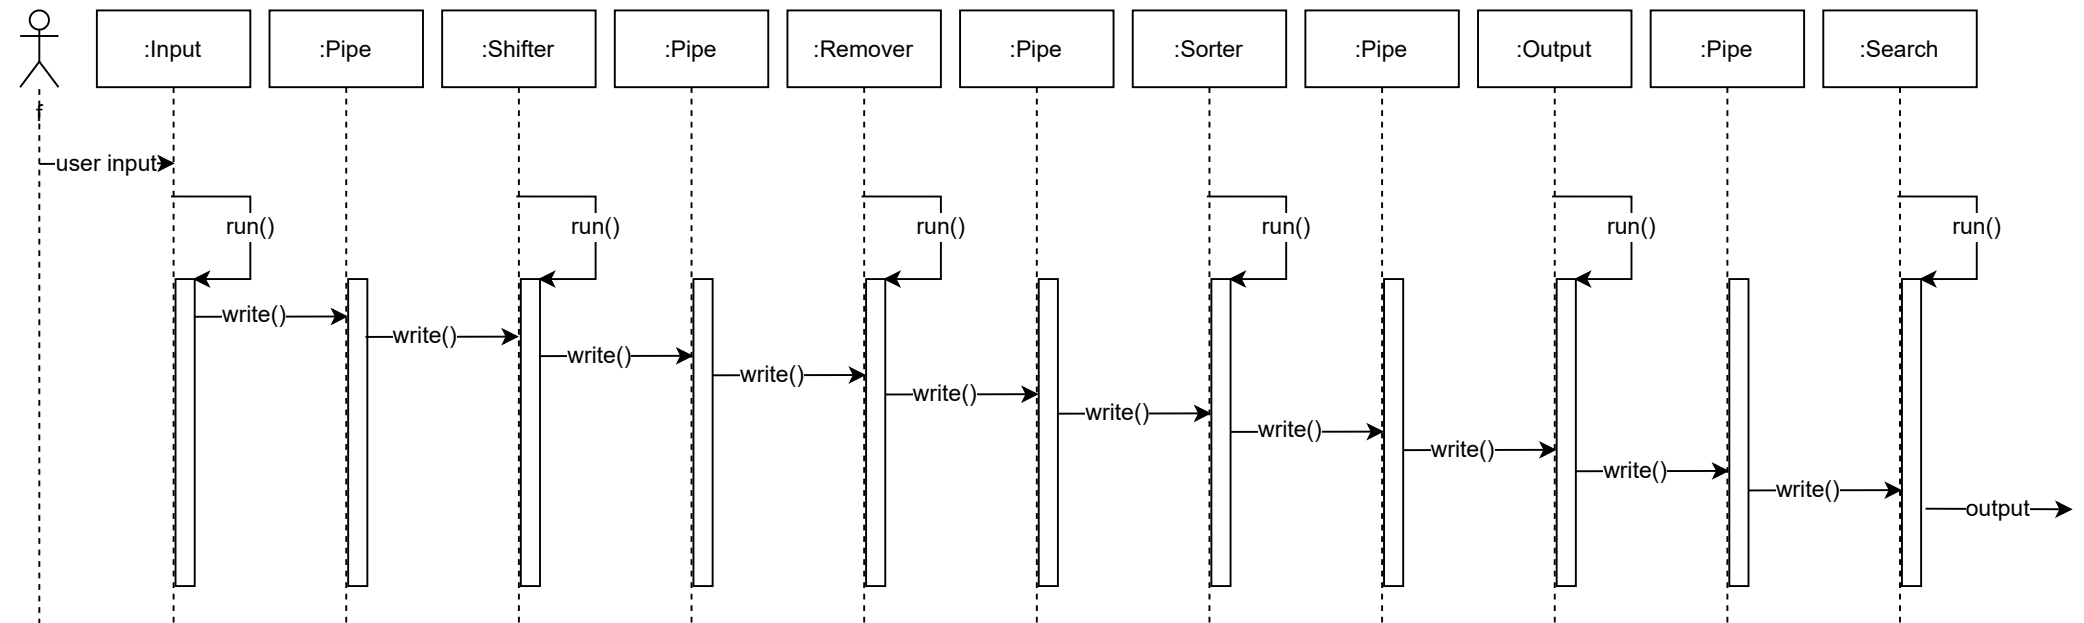 :Input
:Pipe
:Shifter
:Pipe
:Remover
:Pipe
:Sorter
:Pipe
:Output
:Pipe
:Search
f
user input
run()
run()
run()
run()
run()
run()
write()
write()
write()
write()
write()
write()
write()
write()
write()
write()
output